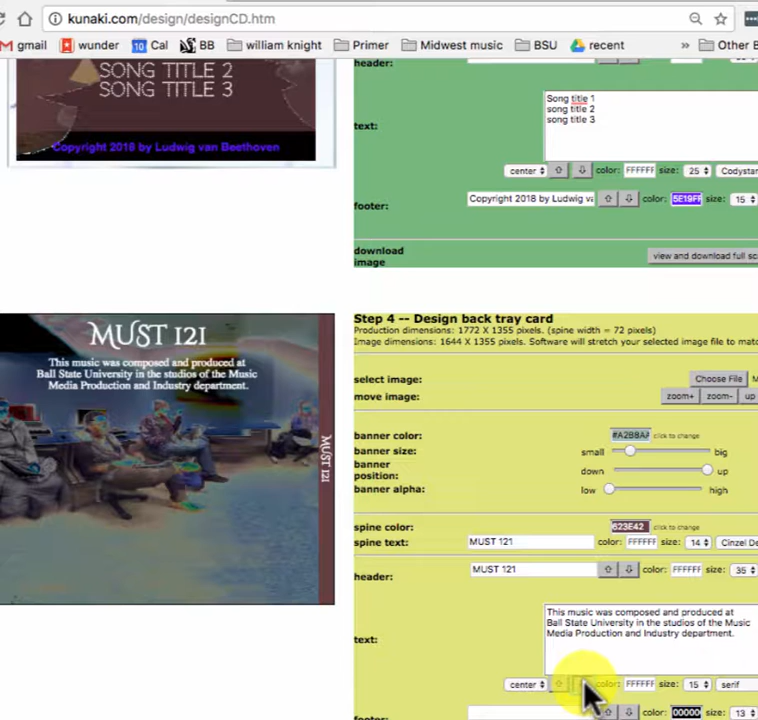 kunaki.com/design/designCD.htm
gmail wunder 10 Cal BB william knight Primer Midwest music BSU recent » Other B
SONG TITLE 2
SONG TITLE 3
Copyright 2018 by Ludwig van Beethoven
header:
text:
Song title 1
song title 2
song title 3
center color: FFFFFF size: 25 Codystar
footer: Copyright 2018 by Ludwig va color: 5E19FF size: 15
download
image
view and download full sc
MUST 121
This music was composed and produced at
Ball State University in the studios of the Music
Media Production and Industry department.
MUST 121
Step 4 -- Design back tray card
Production dimensions: 1772 X 1355 pixels. (spine width = 72 pixels)
Image dimensions: 1644 X 1355 pixels. Software will stretch your selected image file to mat
select image: Choose File
move image: zoom+ zoom- up
banner color: #A2B8A click to change
banner size: small big
banner
position: down up
banner alpha: low high
spine color: 623E42 click to change
spine text: MUST 121 color: FFFFFF size: 14 Cinzel De
header: MUST 121 color: FFFFFF size: 35
text:
This music was composed and produced at
Ball State University in the studios of the Music
Media Production and Industry department.
center color: FFFFFF size: 15 serif
footer: color: 00000 size: 13